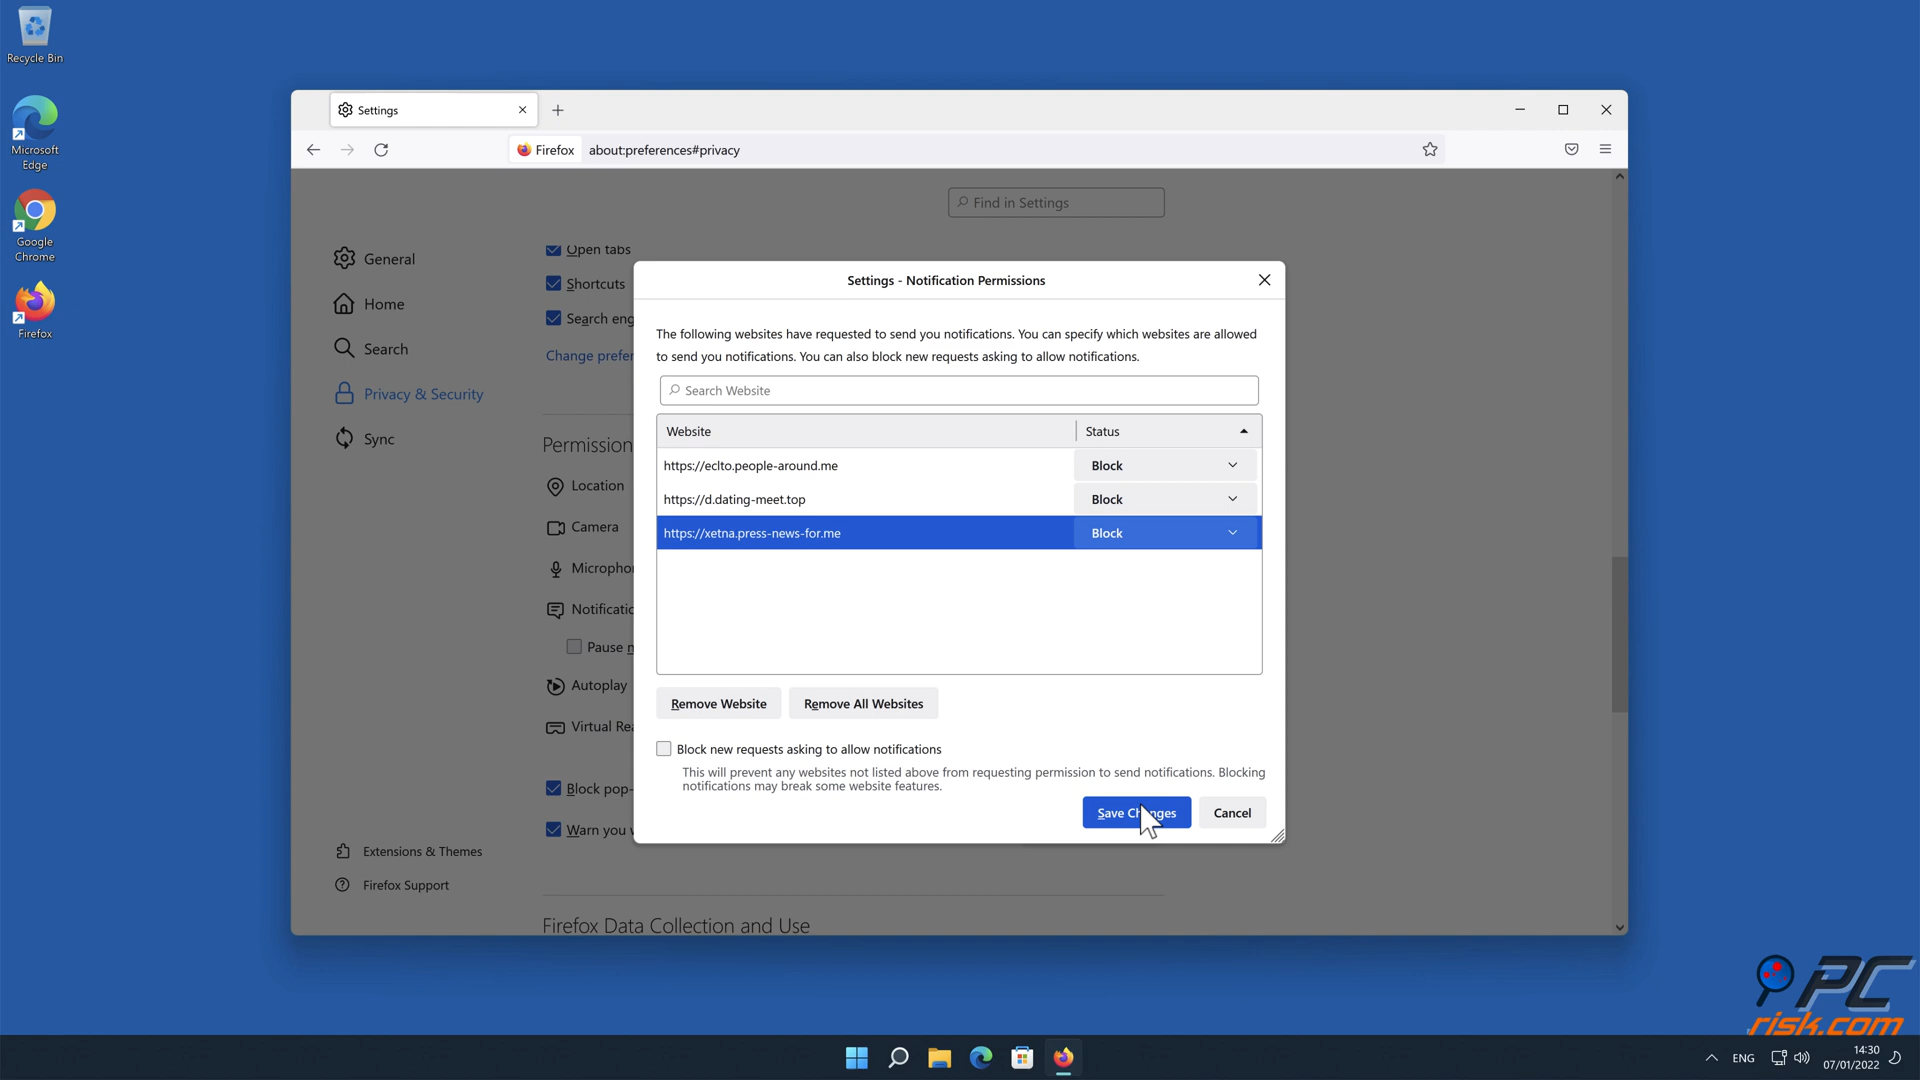 Recycle Bin
Microsoft
Edge
Google
Chrome
Firefox
Settings
Firefox
about:preferences#privacy
Find in Settings
General
Home
Search
Privacy & Security
Sync
Extensions & Themes
Firefox Support
Open tabs
Shortcuts
Search eng
Change prefer
Permission
Location
Camera
Microphon
Notificatio
Pause n
Autoplay
Virtual Rea
Block pop-
Warn you w
Firefox Data Collection and Use
Settings - Notification Permissions
The following websites have requested to send you notifications. You can specify which websites are allowed
to send you notifications. You can also block new requests asking to allow notifications.
Search Website
Website Status
https://eclto.people-around.me Block
https://d.dating-meet.top Block
https://xetna.press-news-for.me Block
Remove Website Remove All Websites
Block new requests asking to allow notifications
This will prevent any websites not listed above from requesting permission to send notifications. Blocking
notifications may break some website features.
Save Changes Cancel
PC
risk.com
ENG
14:30
07/01/2022